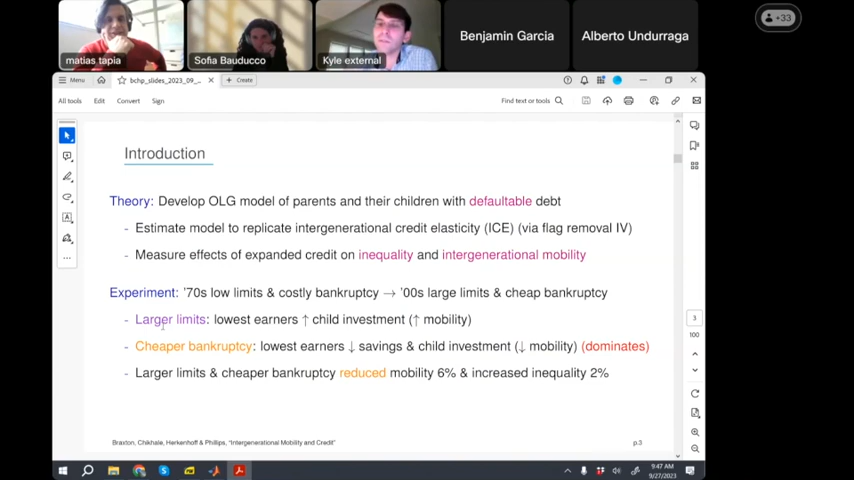 +33
matias tapia
Sofia Bauducco
Kyle external
Benjamin Garcia
Alberto Undurraga
Menu
bchp_slides_2023_09_...
+ Create
All tools
Edit
Convert
Sign
Find text or tools
Introduction
Theory: Develop OLG model of parents and their children with defaultable debt
- Estimate model to replicate intergenerational credit elasticity (ICE) (via flag removal IV)
- Measure effects of expanded credit on inequality and intergenerational mobility
Experiment: '70s low limits & costly bankruptcy → '00s large limits & cheap bankruptcy
- Larger limits: lowest earners ↑ child investment (↑ mobility)
- Cheaper bankruptcy: lowest earners ↓ savings & child investment (↓ mobility) (dominates)
- Larger limits & cheaper bankruptcy reduced mobility 6% & increased inequality 2%
3
100
Braxton, Chikhale, Herkenhoff & Phillips, "Intergenerational Mobility and Credit"
p.3
9:47 AM
9/27/2023